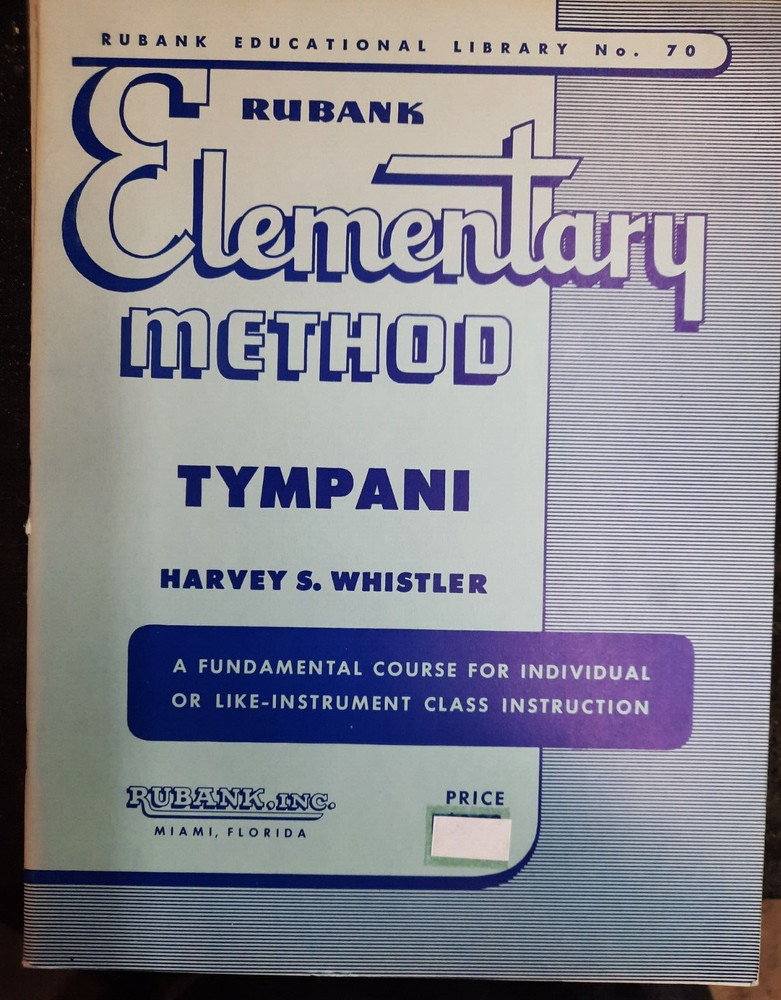 RUBANK EDUCATIONAL LIBRARY No. 70
RUBANK
Elementary
METHOD
TYMPANI
HARVEY S. WHISTLER
A FUNDAMENTAL COURSE FOR INDIVIDUAL
OR LIKE-INSTRUMENT CLASS INSTRUCTION
RUBANK, INC.
MIAMI, FLORIDA
PRICE